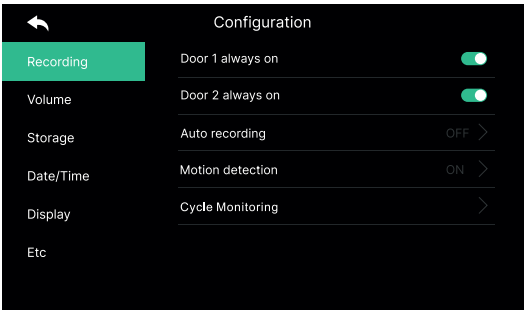 Configuration
Recording
Door 1 always on
Volume
Door 2 always on
Storage
Auto recording OFF
Date/Time
Motion detection ON
Display
Cycle Monitoring
Etc